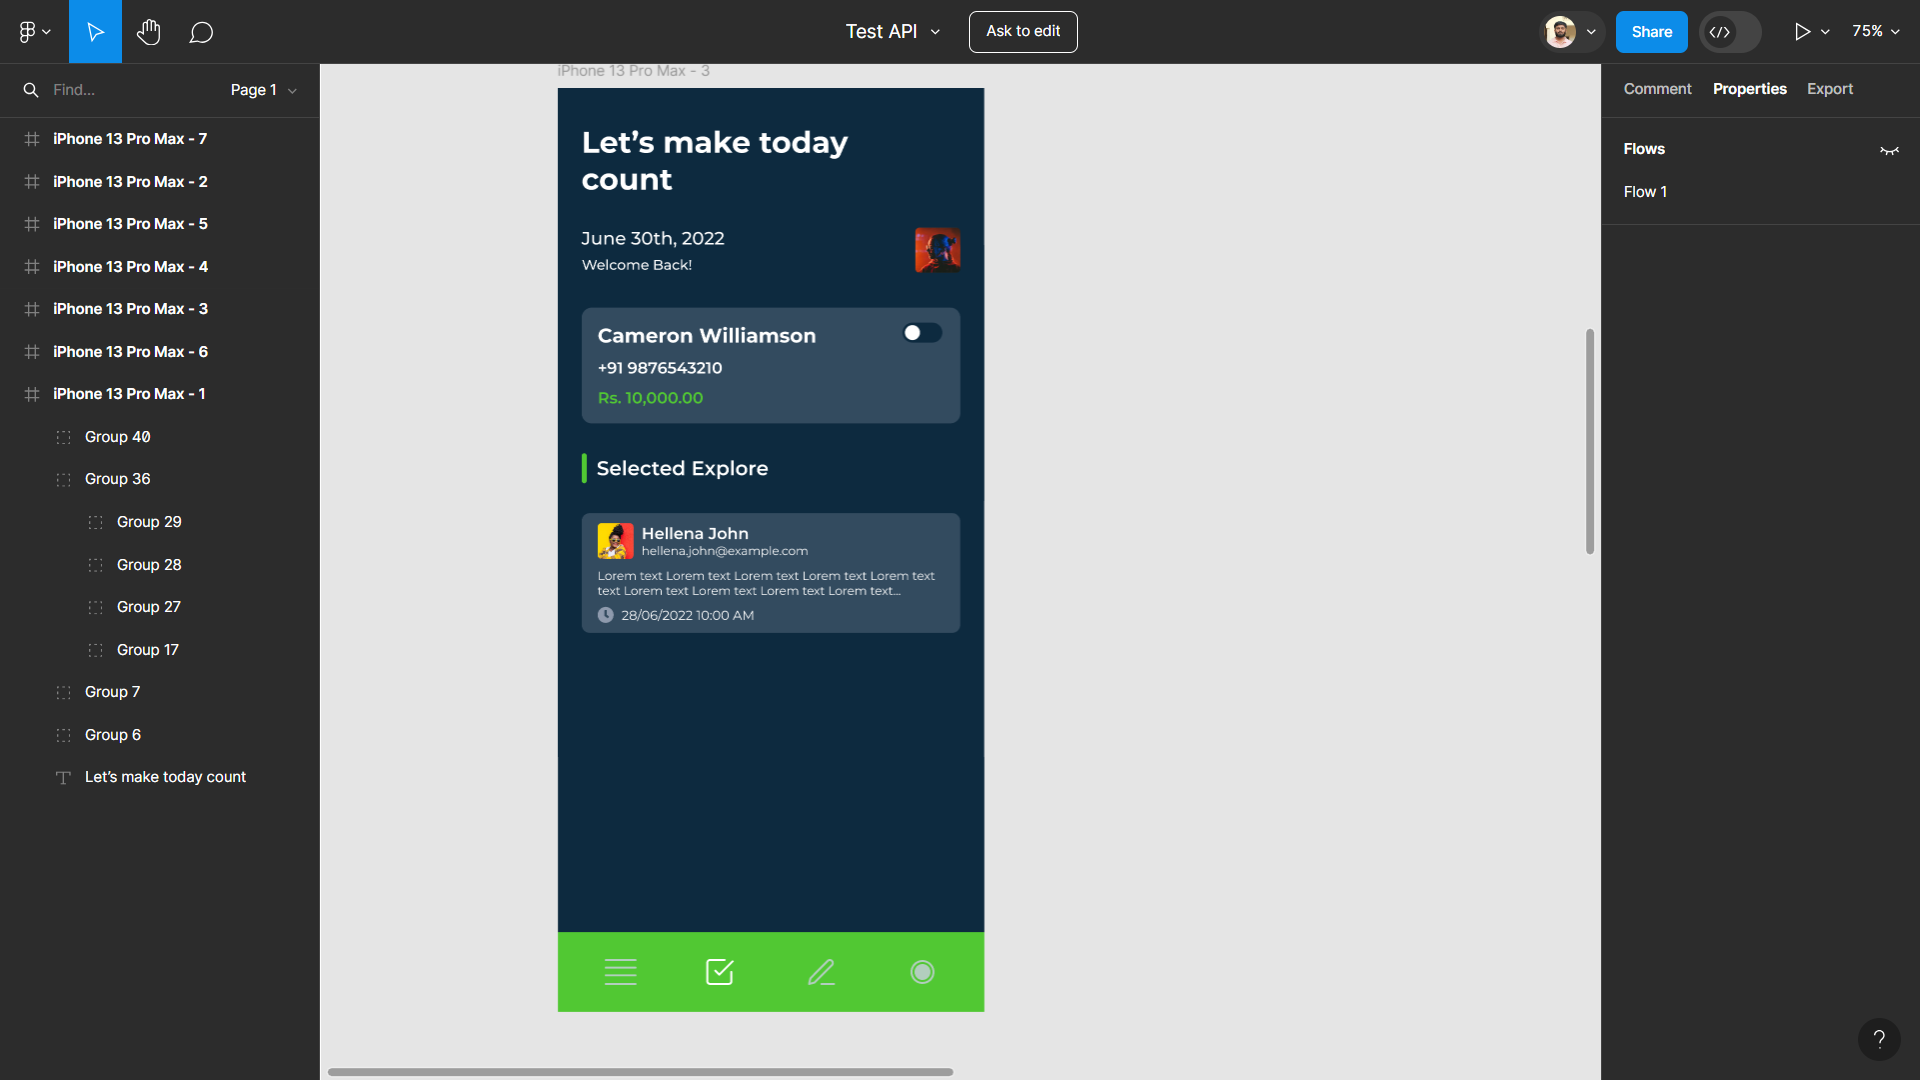 Test API
Ask to edit
Share
75%
Find...
Page 1
iPhone 13 Pro Max - 7
iPhone 13 Pro Max - 2
iPhone 13 Pro Max - 5
iPhone 13 Pro Max - 4
iPhone 13 Pro Max - 3
iPhone 13 Pro Max - 6
iPhone 13 Pro Max - 1
Group 40
Group 36
Group 29
Group 28
Group 27
Group 17
Group 7
Group 6
Let’s make today count
iPhone 13 Pro Max - 3
Let’s make today
count
June 30th, 2022
Welcome Back!
Cameron Williamson
+91 9876543210
Rs. 10,000.00
Selected Explore
Hellena John
hellena.john@example.com
Lorem text Lorem text Lorem text Lorem text Lorem text
text Lorem text Lorem text Lorem text Lorem text...
28/06/2022 10:00 AM
Comment
Properties
Export
Flows
Flow 1
?